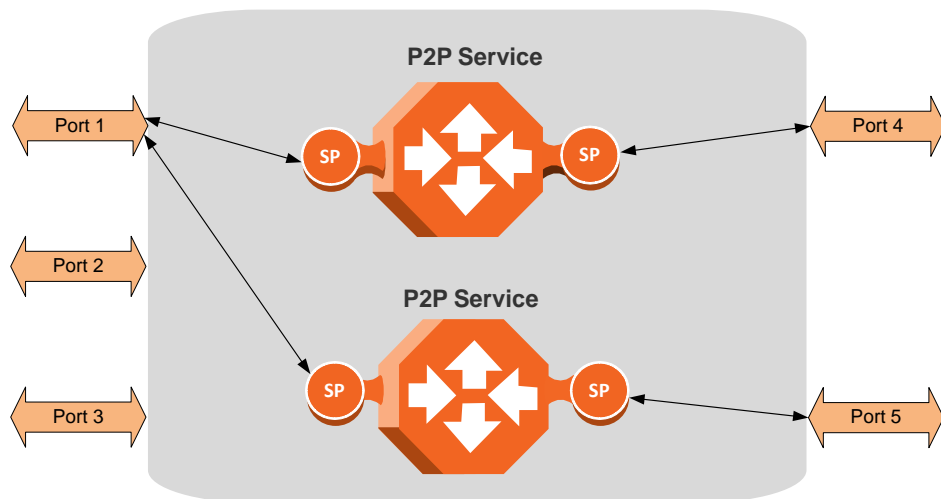 P2P Service
Port 1
SP
SP
Port 4
Port 2
P2P Service
SP
SP
Port 3
Port 5